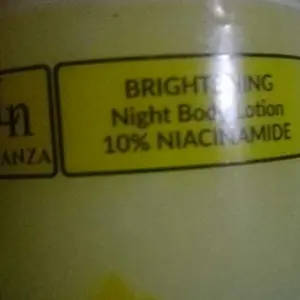 BRIGHTENING
Night Body Lotion
10% NIACINAMIDE